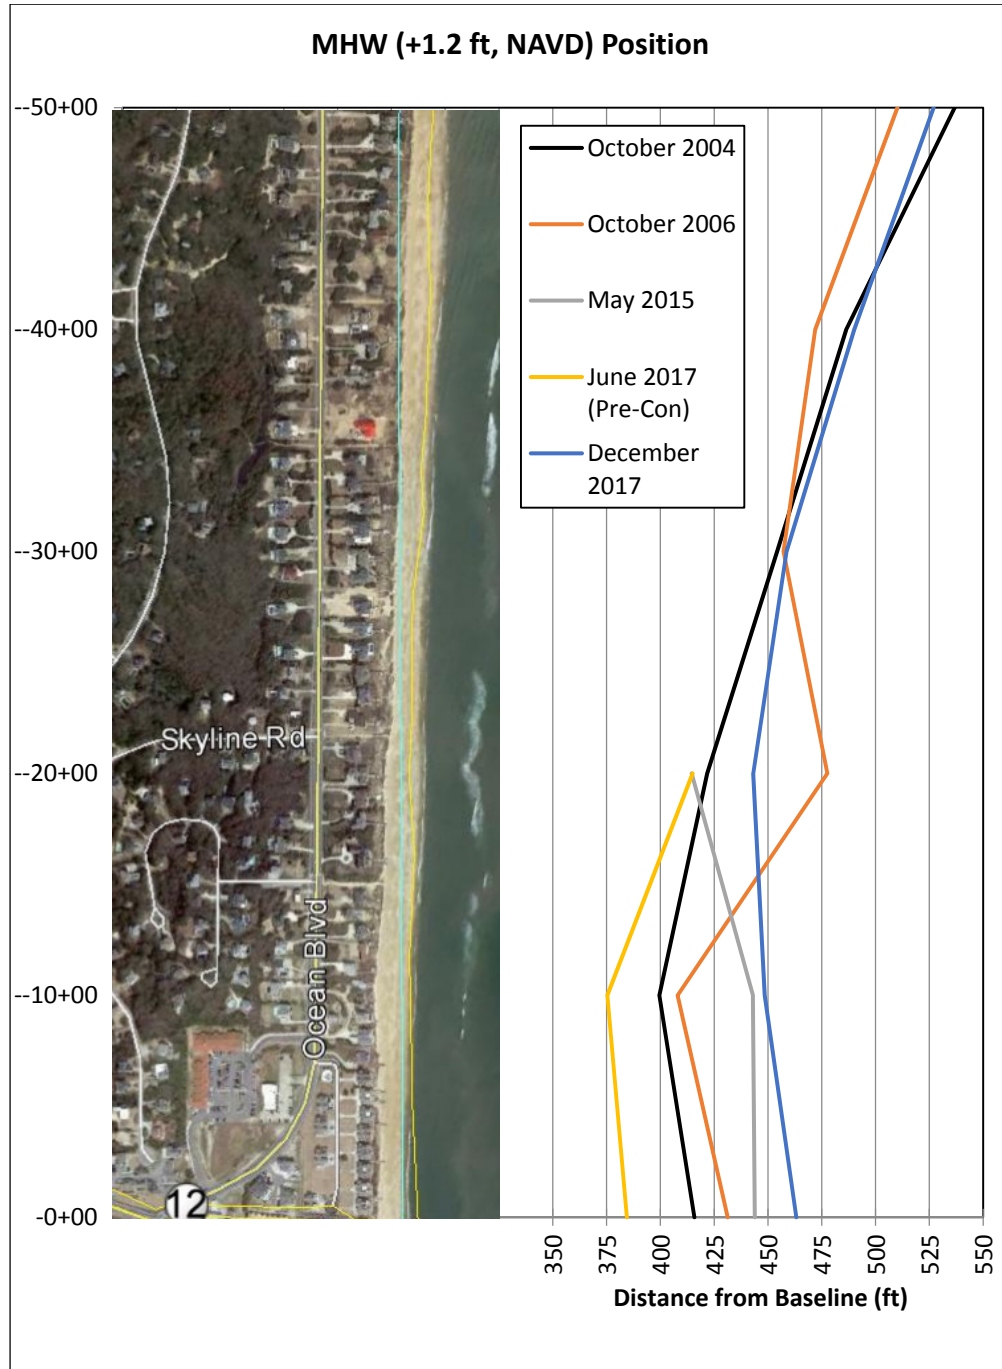 MHW (+1.2 ft, NAVD) Position
--50+00
--40+00
--30+00
--20+00
--10+00
-0+00
Skyline Rd
Ocean Blvd
12
October 2004
October 2006
May 2015
June 2017
(Pre-Con)
December
2017
350
375
400
425
450
475
500
525
550
Distance from Baseline (ft)